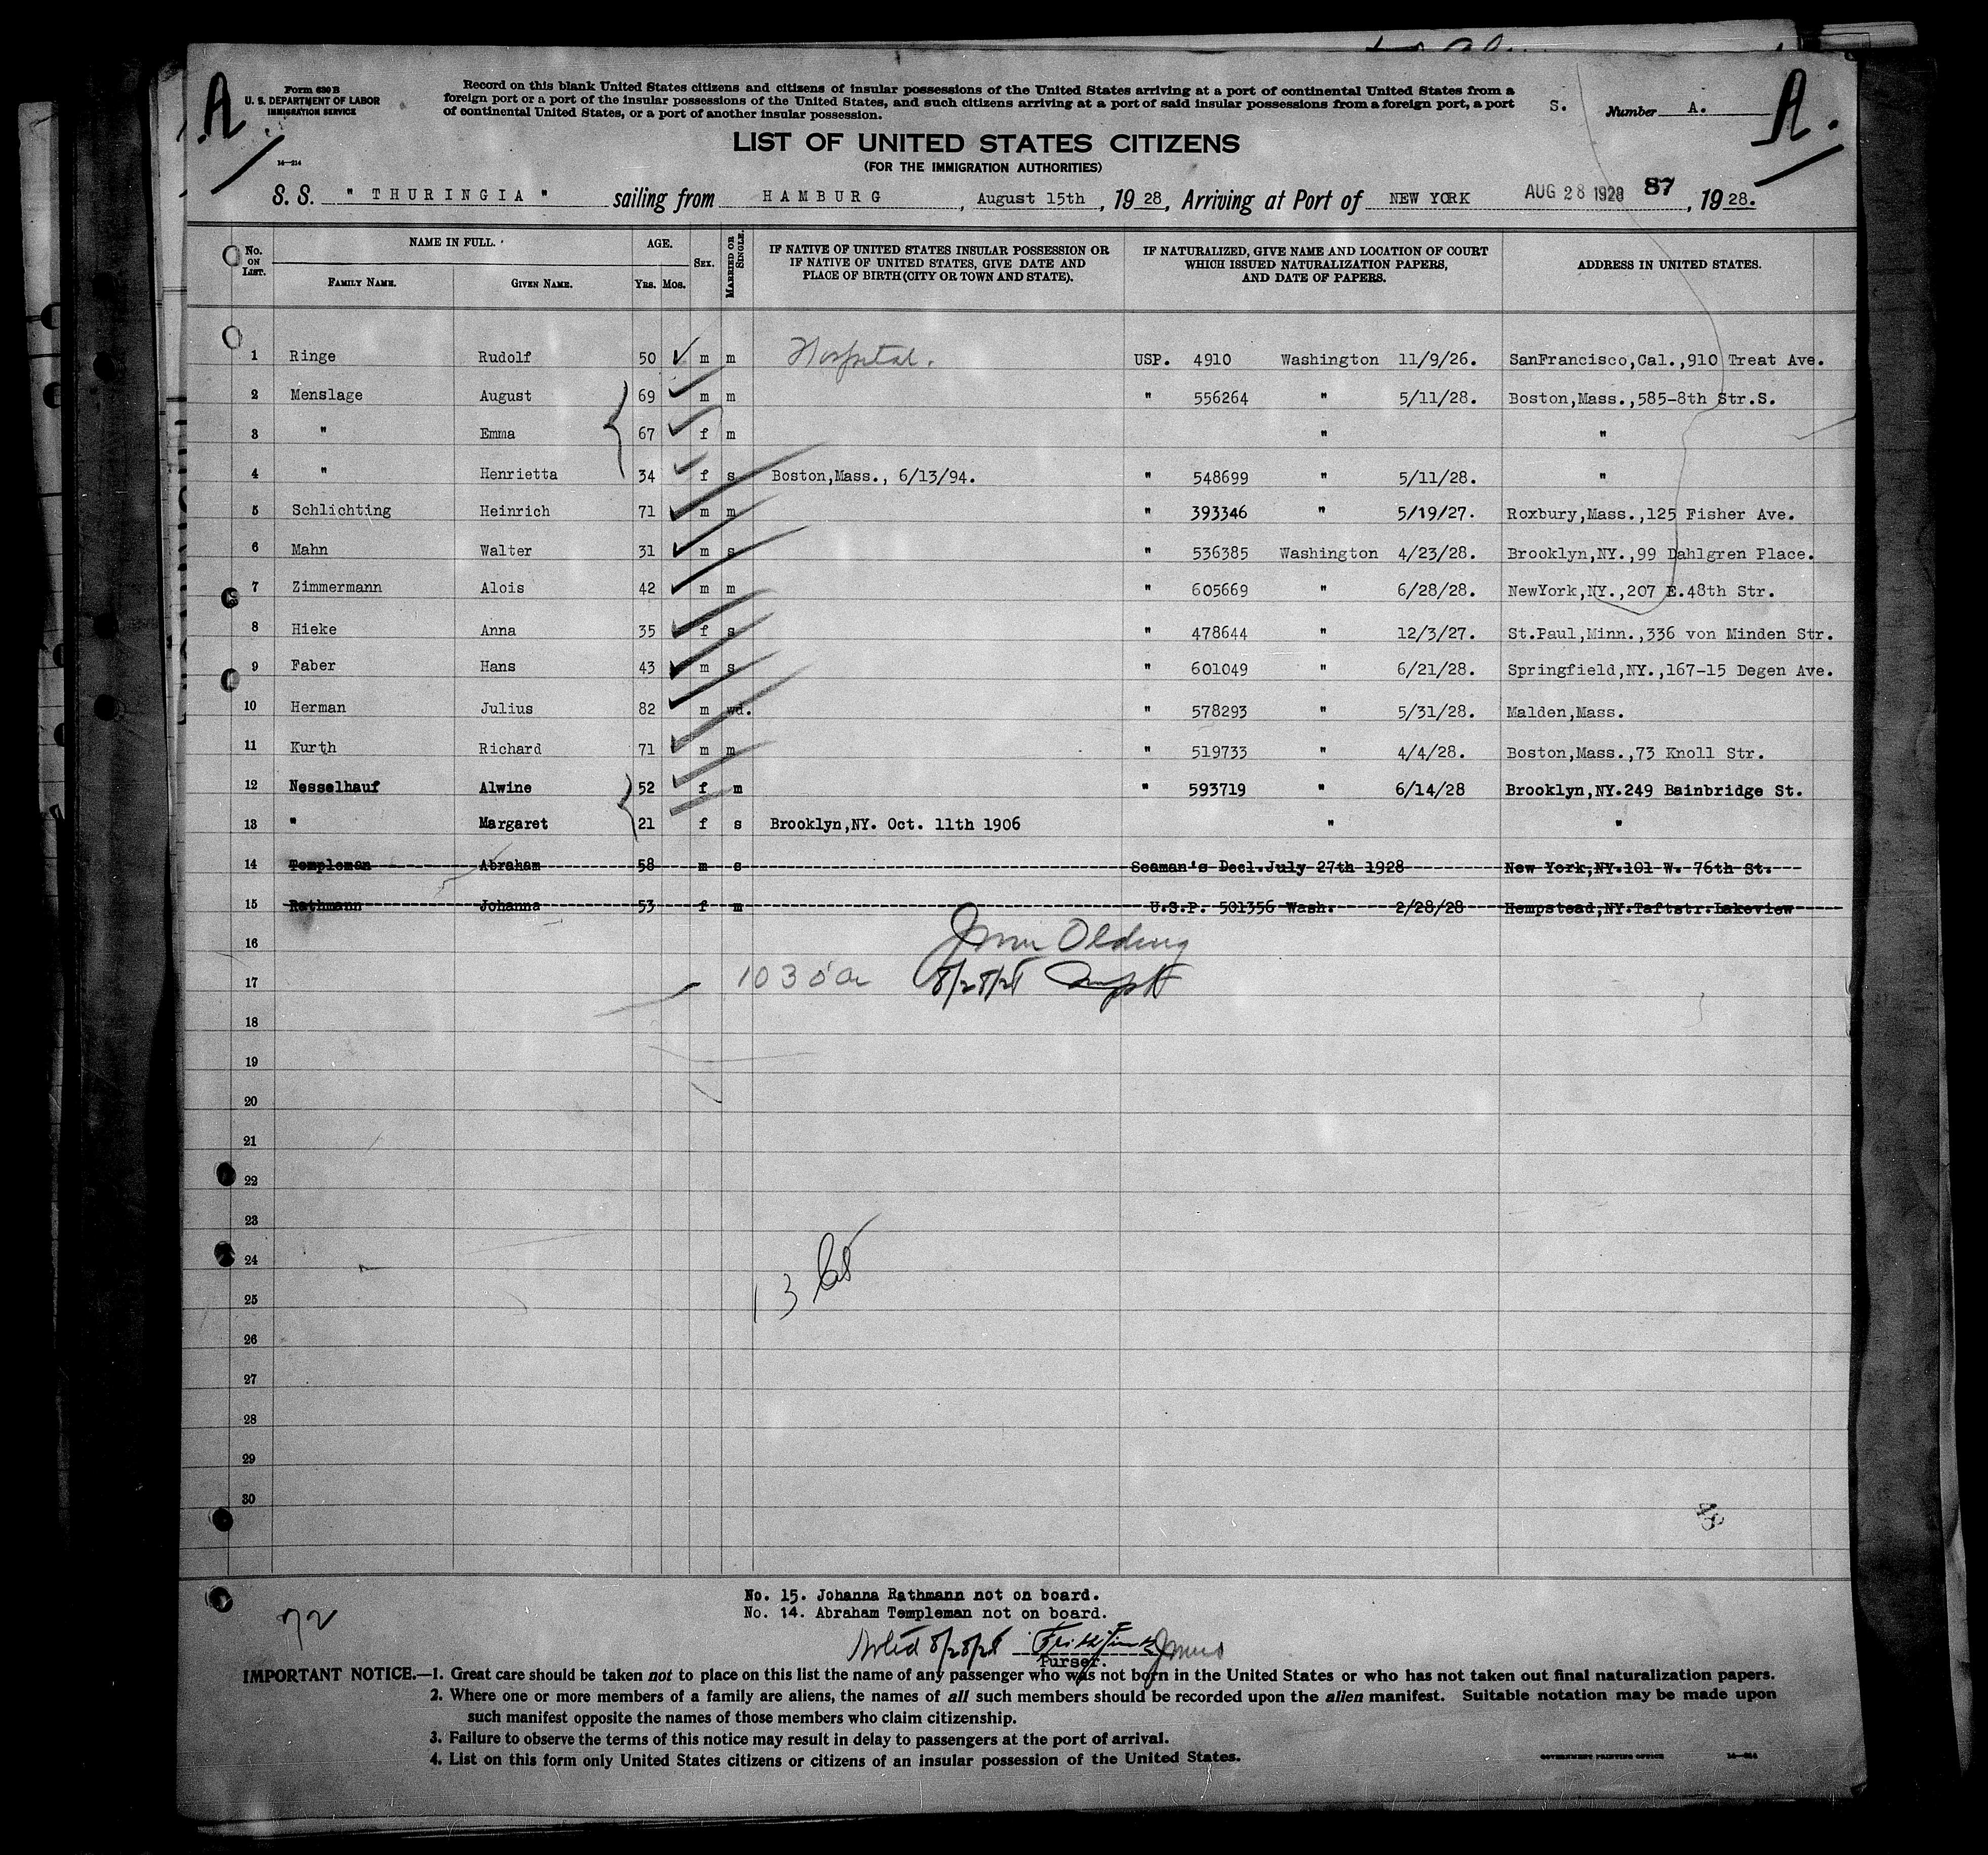 A.
Form 630 B
U. S. DEPARTMENT OF LABOR
IMMIGRATION SERVICE
14—214
Record on this blank United States citizens and citizens of insular possessions of the United States arriving at a port of continental United States from a
foreign port or a port of the insular possessions of the United States, and such citizens arriving at a port of said insular possessions from a foreign port, a port
of continental United States, or a port of another insular possession.
S. Number A.
A.
LIST OF UNITED STATES CITIZENS
(FOR THE IMMIGRATION AUTHORITIES)
S. S. " THURINGIA " sailing from HAMBURG, August 15th, 1928, Arriving at Port of NEW YORK AUG 28 1928 87, 1928.
No. ON LIST. NAME IN FULL. FAMILY NAME. GIVEN NAME. AGE. YRS. MOS. SEX. MARRIED OR SINGLE. IF NATIVE OF UNITED STATES INSULAR POSSESSION OR IF NATIVE OF UNITED STATES, GIVE DATE AND PLACE OF BIRTH (CITY OR TOWN AND STATE). IF NATURALIZED, GIVE NAME AND LOCATION OF COURT WHICH ISSUED NATURALIZATION PAPERS, AND DATE OF PAPERS. ADDRESS IN UNITED STATES.
1 Ringe Rudolf 50 m m Hospital. USP. 4910 Washington 11/9/26. SanFrancisco,Cal.,910 Treat Ave.
2 Menslage August 69 m m " 556264 " 5/11/28. Boston,Mass.,585-8th Str.S.
3 " Emma 67 f m " "
4 " Henrietta 34 f s Boston,Mass., 6/13/94. " 548699 " 5/11/28. "
5 Schlichting Heinrich 71 m m " 393346 " 5/19/27. Roxbury,Mass.,125 Fisher Ave.
6 Mahn Walter 31 m s " 536385 Washington 4/23/28. Brooklyn,NY.,99 Dahlgren Place.
7 Zimmermann Alois 42 m m " 605669 " 6/28/28. NewYork,NY.,207 E.48th Str.
8 Hieke Anna 35 f s " 478644 " 12/3/27. St.Paul,Minn.,336 von Minden Str.
9 Faber Hans 43 m s " 601049 " 6/21/28. Springfield,NY.,167-15 Degen Ave.
10 Herman Julius 82 m wd. " 578293 " 5/31/28. Malden,Mass.
11 Kurth Richard 71 m m " 519733 " 4/4/28. Boston,Mass.,73 Knoll Str.
12 Nesselhauf Alwine 52 f m " 593719 " 6/14/28 Brooklyn,NY.249 Bainbridge St.
13 " Margaret 21 f s Brooklyn,NY. Oct. 11th 1906 " "
14 Templeman Abraham 58 m s Seaman's Decl.July 27th 1928 New York,NY.101 W. 76th St.
15 Rathmann Johanna 53 f m U.S.P. 501356 Wash. 2/28/28 Hempstead,NY.Taftstr.Lakeview
16 Olding
17 1030a 8/28/28
18
19
20
21
22
23
24
13
25
26
27
28
29
30
48
No. 15. Johanna Rathmann not on board.
No. 14. Abraham Templeman not on board.
72
Noted 8/28/28
Purser.
IMPORTANT NOTICE.—1. Great care should be taken not to place on this list the name of any passenger who was not born in the United States or who has not taken out final naturalization papers.
2. Where one or more members of a family are aliens, the names of all such members should be recorded upon the alien manifest. Suitable notation may be made upon
such manifest opposite the names of those members who claim citizenship.
3. Failure to observe the terms of this notice may result in delay to passengers at the port of arrival.
4. List on this form only United States citizens or citizens of an insular possession of the United States.
GOVERNMENT PRINTING OFFICE 14—214